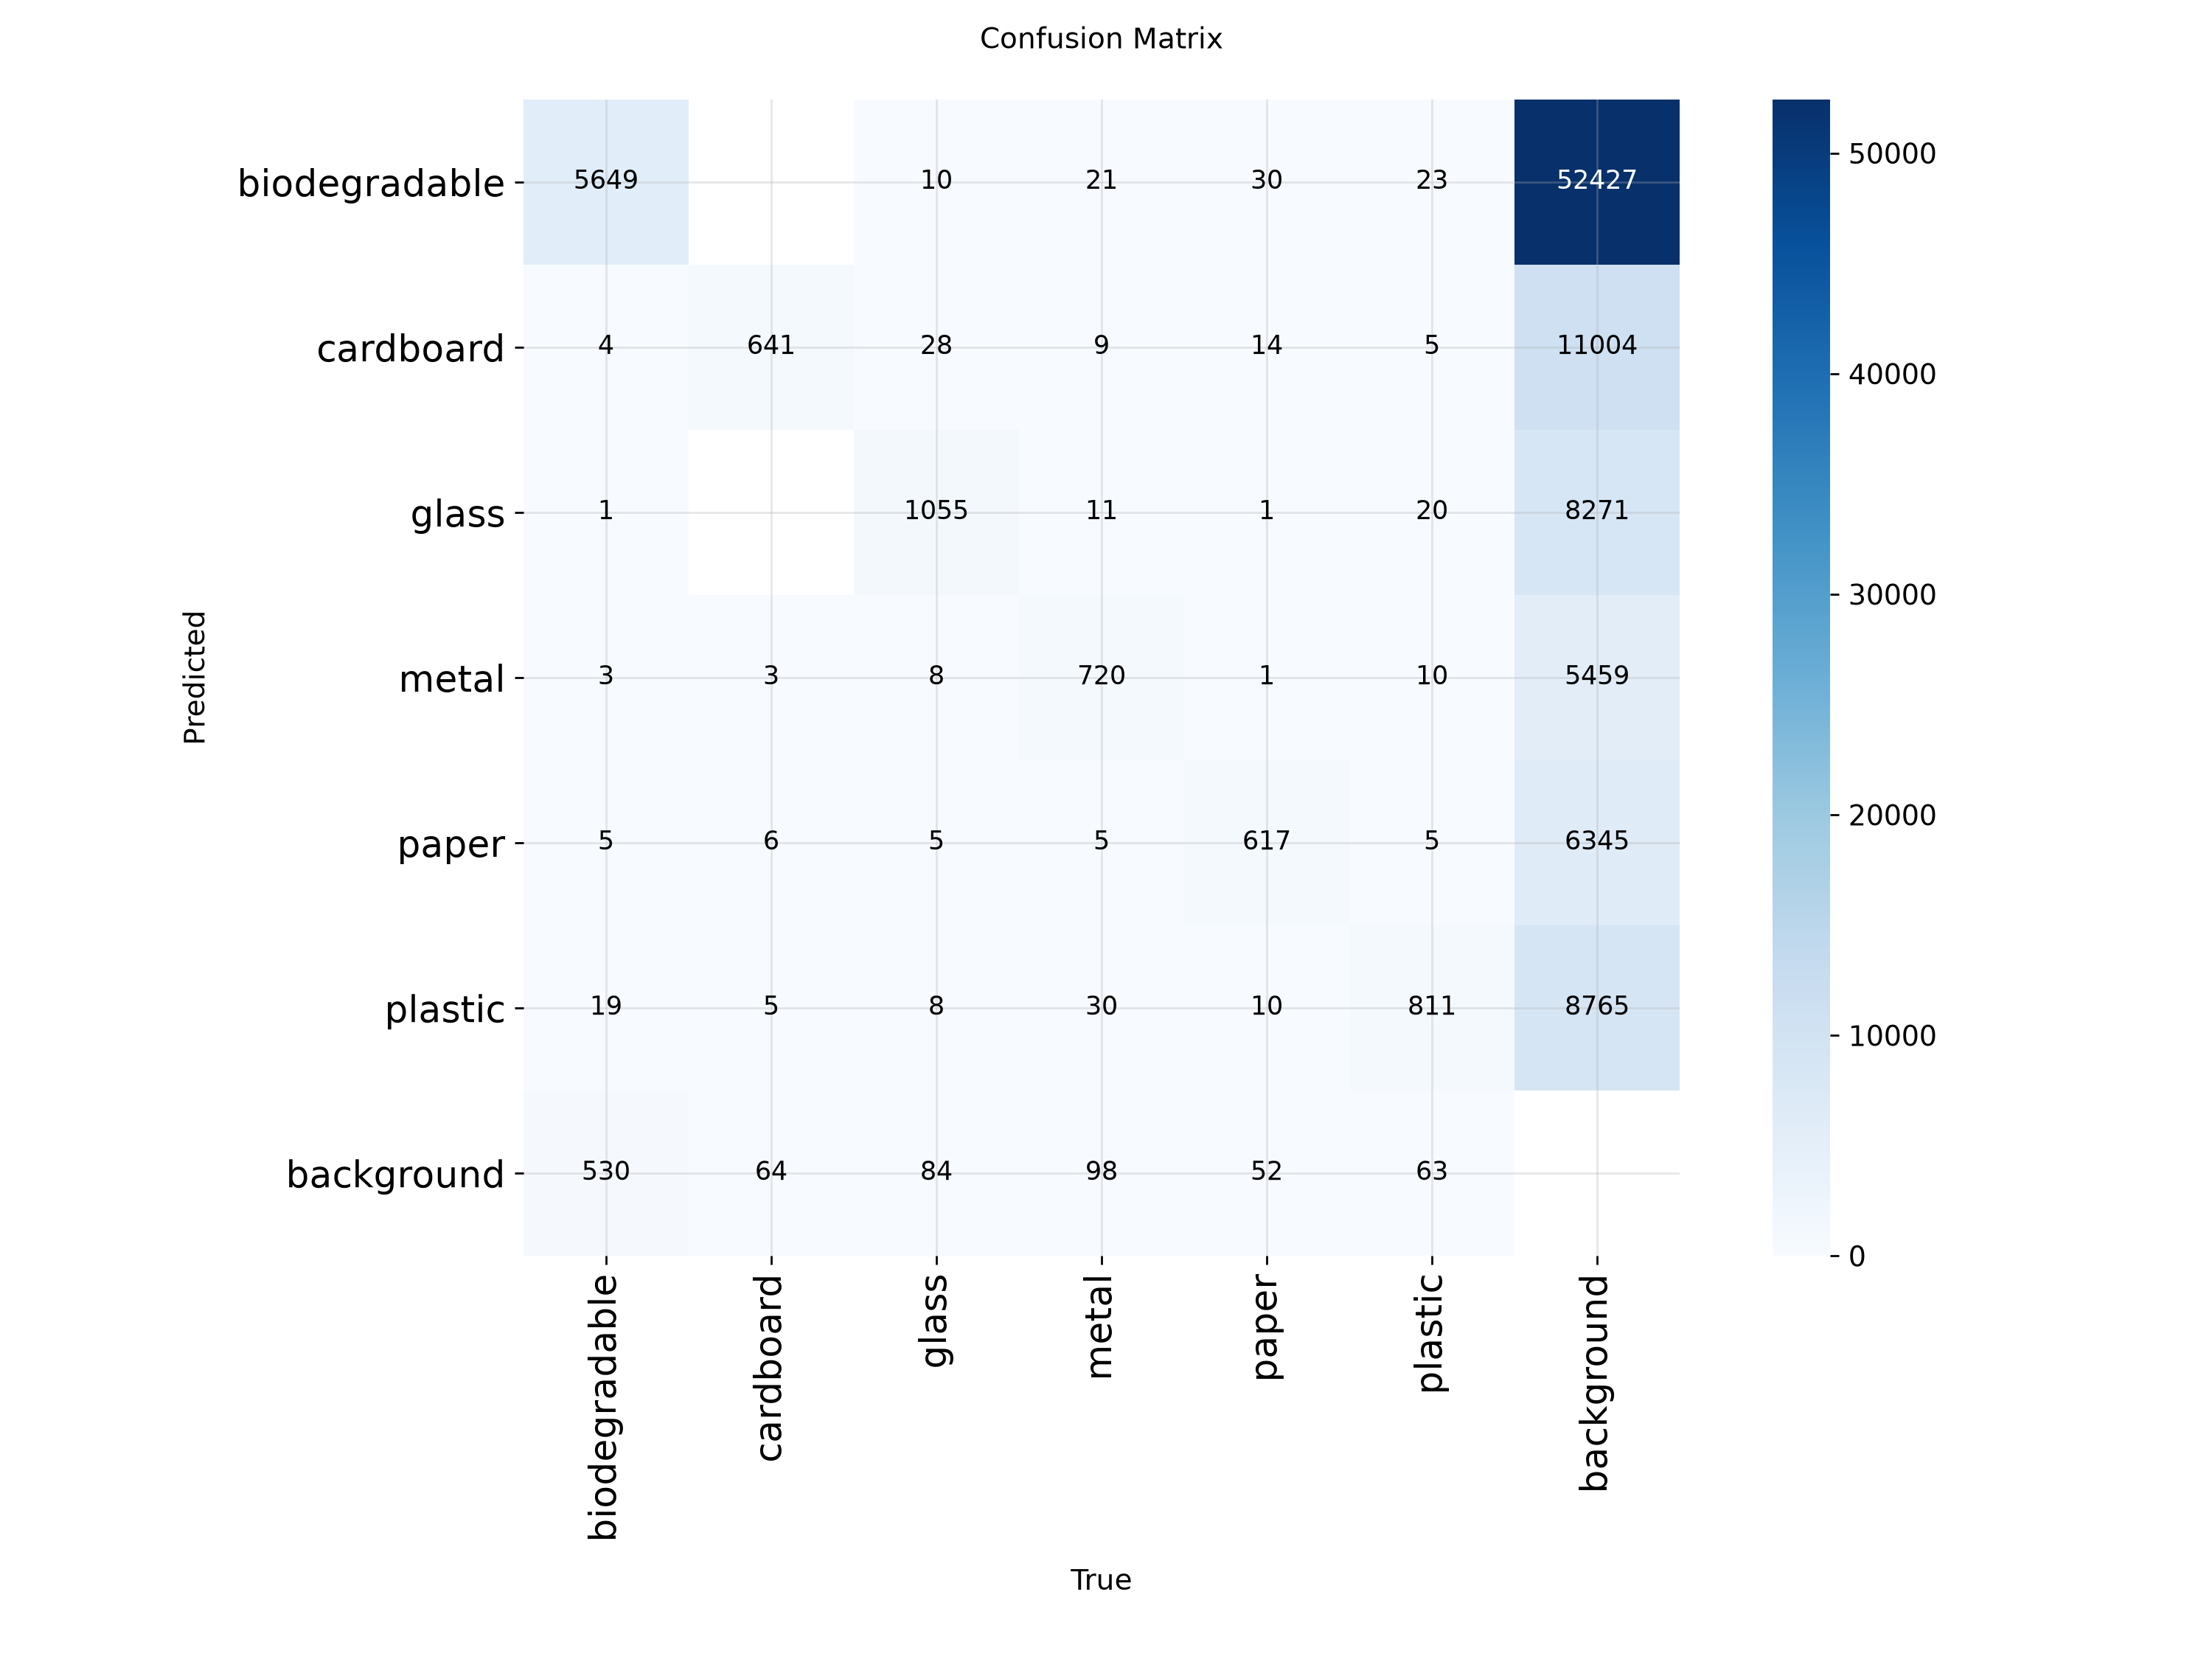 Confusion Matrix
biodegradable 5649 10 21 30 23 52427
cardboard 4 641 28 9 14 5 11004
glass 1 1055 11 1 20 8271
metal 3 3 8 720 1 10 5459
paper 5 6 5 5 617 5 6345
plastic 19 5 8 30 10 811 8765
background 530 64 84 98 52 63
biodegradable cardboard glass metal paper plastic background
Predicted
True
50000
40000
30000
20000
10000
0